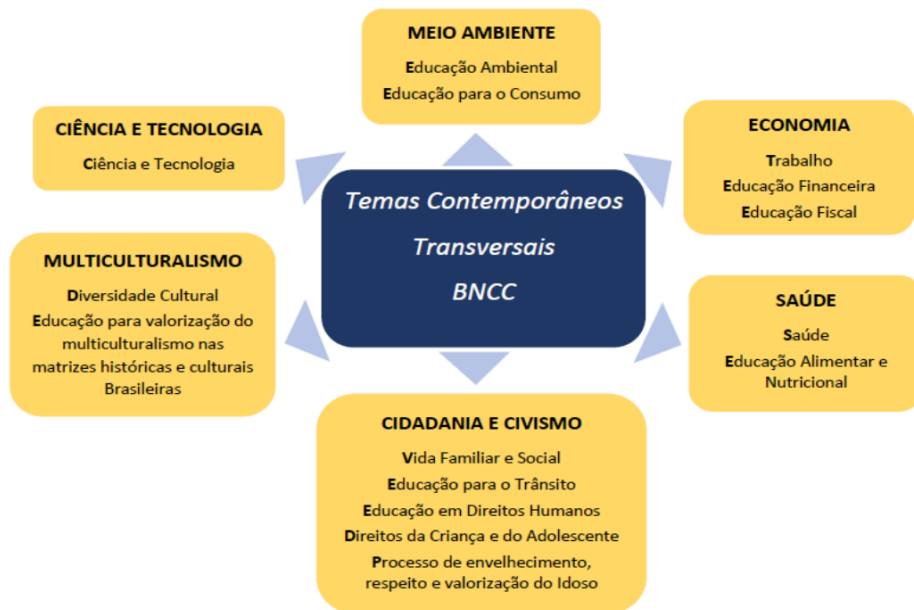 MEIO AMBIENTE
Educação Ambiental
Educação para o Consumo
CIÊNCIA E TECNOLOGIA
Ciência e Tecnologia
ECONOMIA
Trabalho
Educação Financeira
Educação Fiscal
Temas Contemporâneos
Transversais
BNCC
MULTICULTURALISMO
Diversidade Cultural
Educação para valorização do
multiculturalismo nas
matrizes históricas e culturais
Brasileiras
SAÚDE
Saúde
Educação Alimentar e
Nutricional
CIDADANIA E CIVISMO
Vida Familiar e Social
Educação para o Trânsito
Educação em Direitos Humanos
Direitos da Criança e do Adolescente
Processo de envelhecimento,
respeito e valorização do Idoso